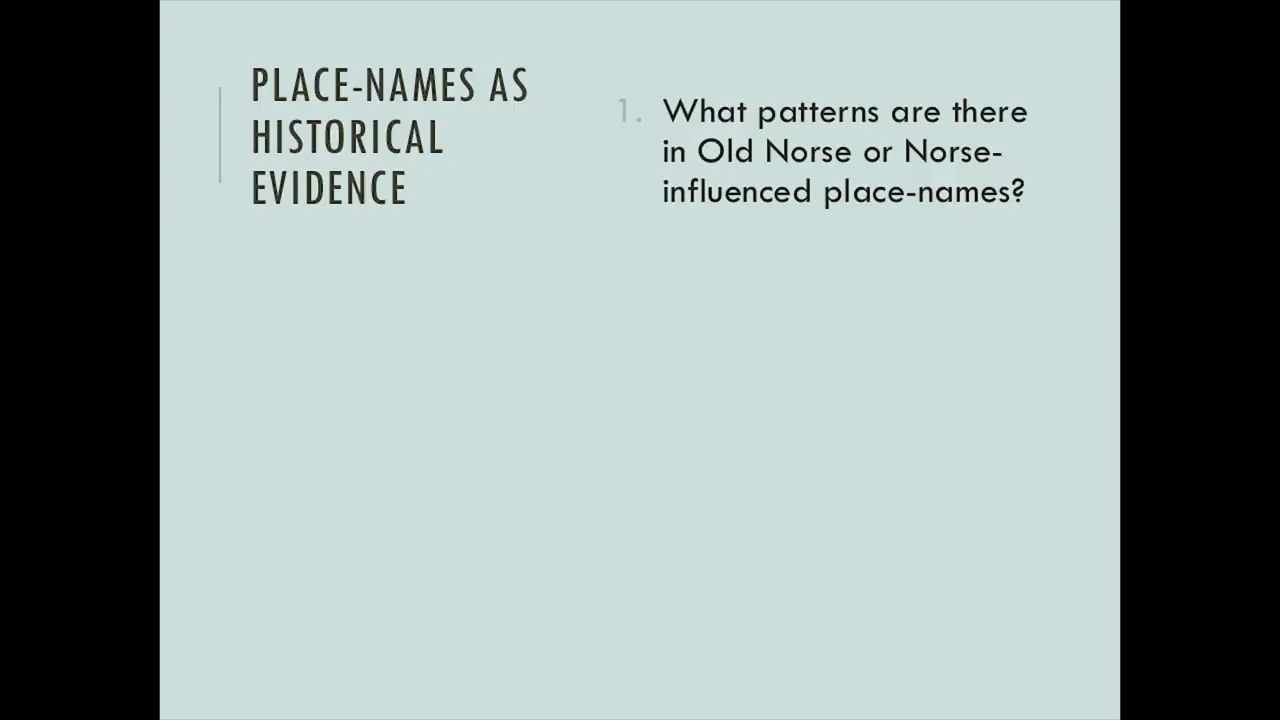 PLACE-NAMES AS
HISTORICAL
EVIDENCE
1. What patterns are there
in Old Norse or Norse-
influenced place-names?